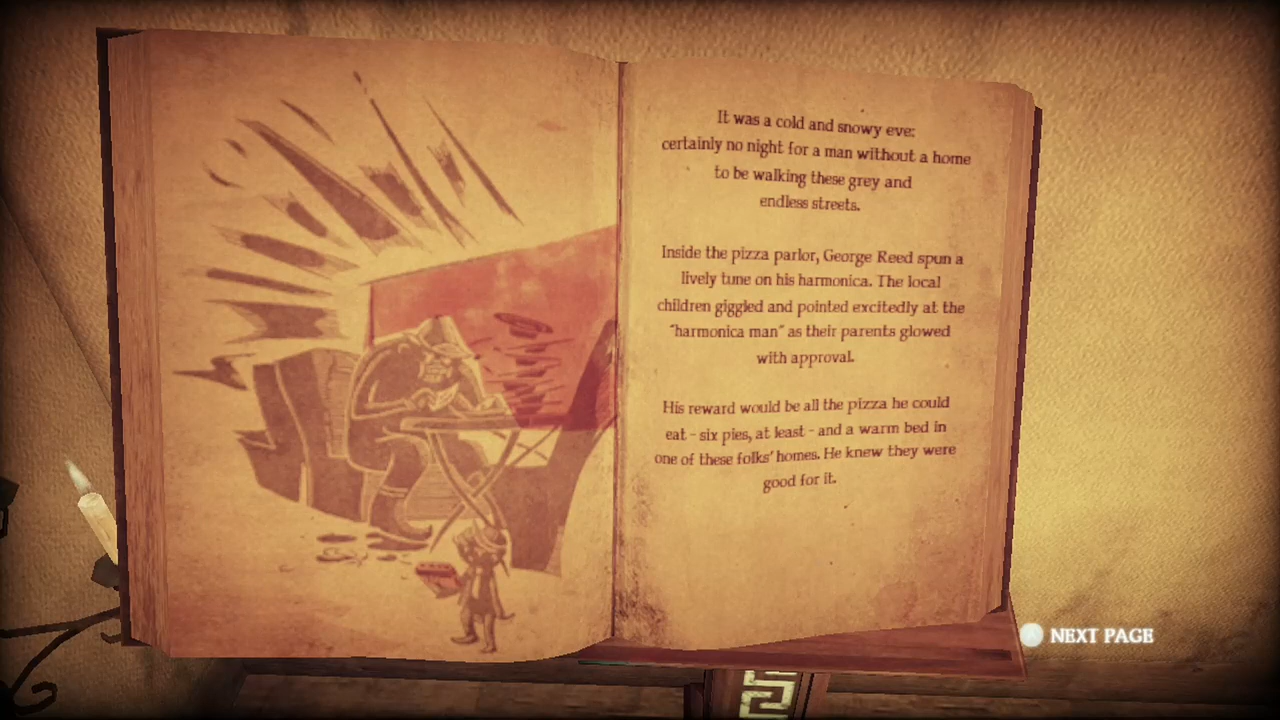 It was a cold and snowy eve;
certainly no night for a man without a home
to be walking these grey and
endless streets.
Inside the pizza parlor, George Reed spun a
lively tune on his harmonica. The local
children giggled and pointed excitedly at the
"harmonica man" as their parents glowed
with approval.
His reward would be all the pizza he could
eat - six pies, at least - and a warm bed in
one of these folks' homes. He knew they were
good for it.
A NEXT PAGE